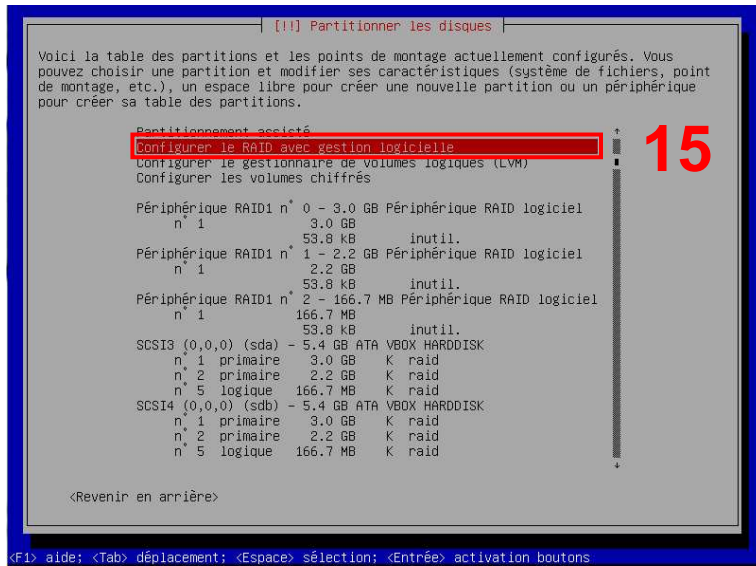 [!!] Partitionner les disques
Voici la table des partitions et les points de montage actuellement configurés. Vous
pouvez choisir une partition et modifier ses caractéristiques (système de fichiers, point
de montage, etc.), un espace libre pour créer une nouvelle partition ou un périphérique
pour créer sa table des partitions.
Partitionnement assisté
Configurer le RAID avec gestion logicielle
15
Configurer le gestionnaire de volumes logiques (LVM)
Configurer les volumes chiffrés
Périphérique RAID1 n° 0 - 3.0 GB Périphérique RAID logiciel
n° 1 3.0 GB
53.8 kB inutil.
Périphérique RAID1 n° 1 - 2.2 GB Périphérique RAID logiciel
n° 1 2.2 GB
53.8 kB inutil.
Périphérique RAID1 n° 2 - 166.7 MB Périphérique RAID logiciel
n° 1 166.7 MB
53.8 kB inutil.
SCSI3 (0,0,0) (sda) - 5.4 GB ATA VBOX HARDDISK
n° 1 primaire 3.0 GB K raid
n° 2 primaire 2.2 GB K raid
n° 5 logique 166.7 MB K raid
SCSI4 (0,0,0) (sdb) - 5.4 GB ATA VBOX HARDDISK
n° 1 primaire 3.0 GB K raid
n° 2 primaire 2.2 GB K raid
n° 5 logique 166.7 MB K raid
<Revenir en arrière>
<F1> aide; <Tab> déplacement; <Espace> sélection; <Entrée> activation boutons